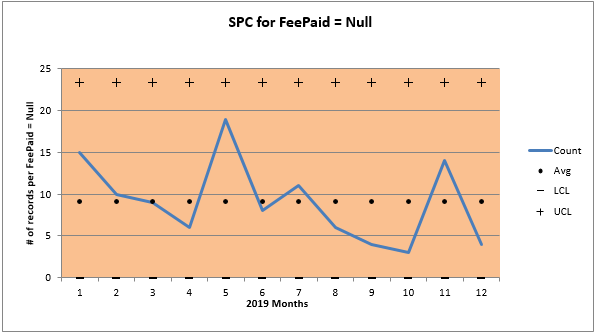 SPC for FeePaid = Null
# of records per FeePaid = Null
25
20
15
10
5
0
1 2 3 4 5 6 7 8 9 10 11 12
2019 Months
Count
Avg
LCL
UCL